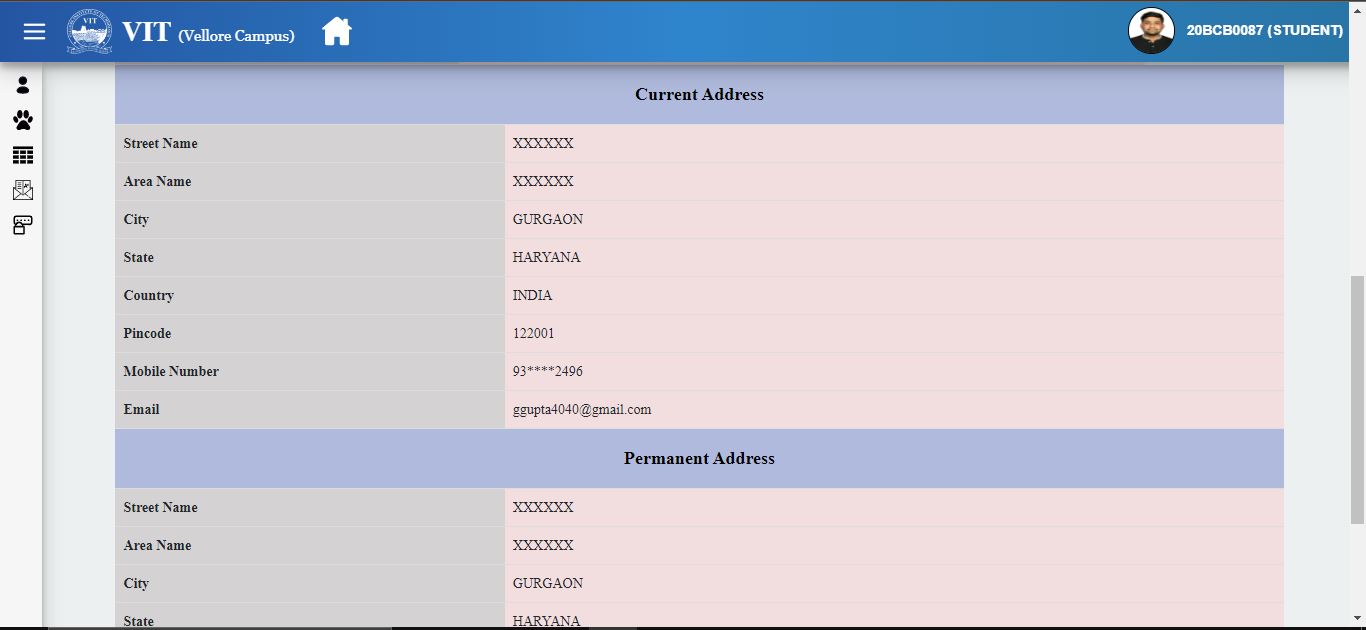 VIT (Vellore Campus)
20BCB0087 (STUDENT)
Current Address
Street Name XXXXXX
Area Name XXXXXX
City GURGAON
State HARYANA
Country INDIA
Pincode 122001
Mobile Number 93****2496
Email ggupta4040@gmail.com
Permanent Address
Street Name XXXXXX
Area Name XXXXXX
City GURGAON
State HARYANA